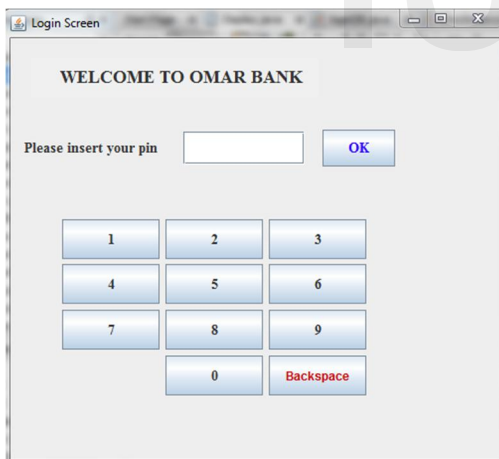 Login Screen
WELCOME TO OMAR BANK
Please insert your pin
OK
1 2 3
4 5 6
7 8 9
0 Backspace